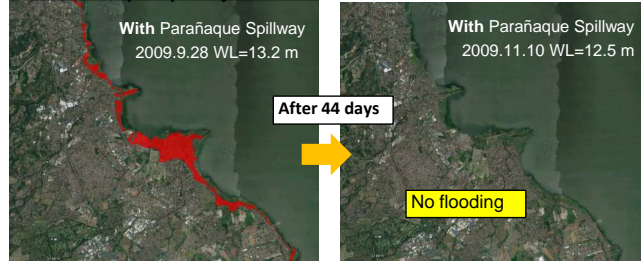 With Parañaque Spillway
2009.9.28 WL=13.2 m
After 44 days
With Parañaque Spillway
2009.11.10 WL=12.5 m
No flooding